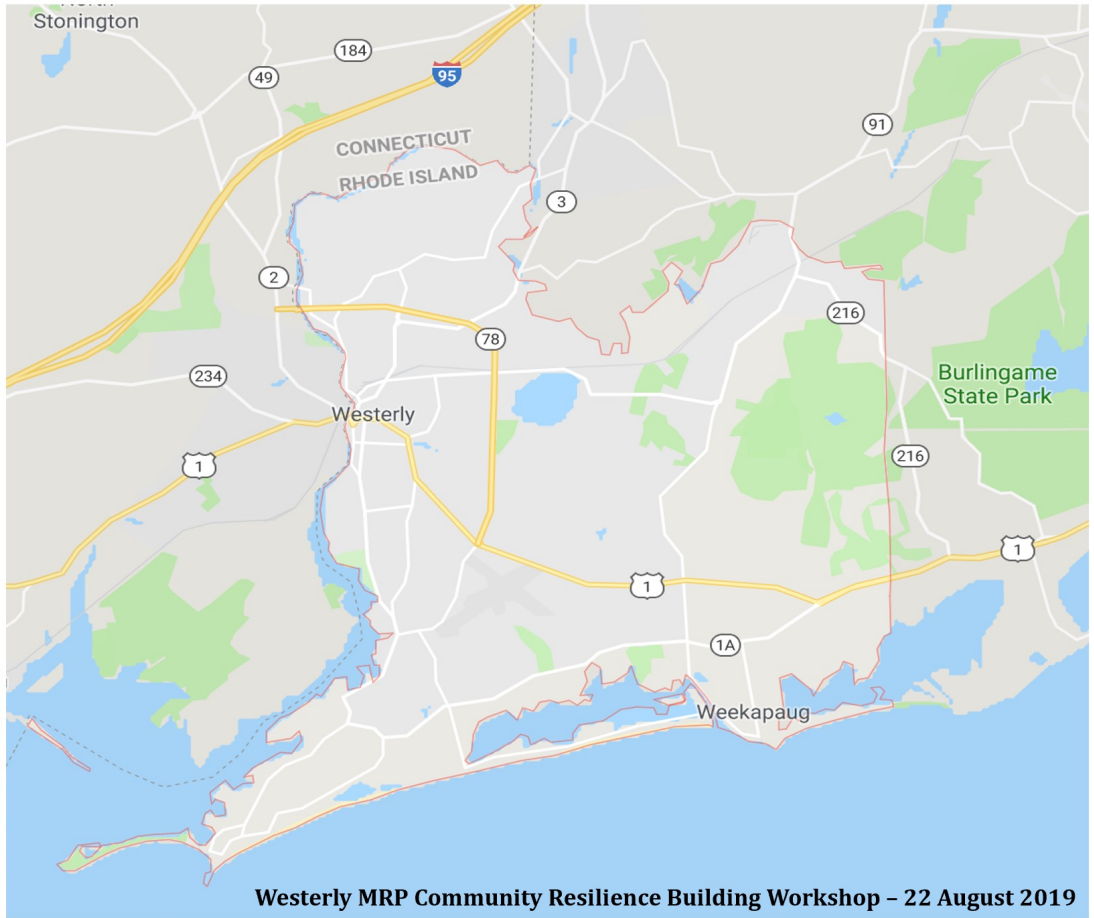 Stonington
184
49
95
91
CONNECTICUT
RHODE ISLAND
3
2
216
78
234
Burlingame
State Park
Westerly
216
1
1
1
1A
Weekapaug
Westerly MRP Community Resilience Building Workshop – 22 August 2019